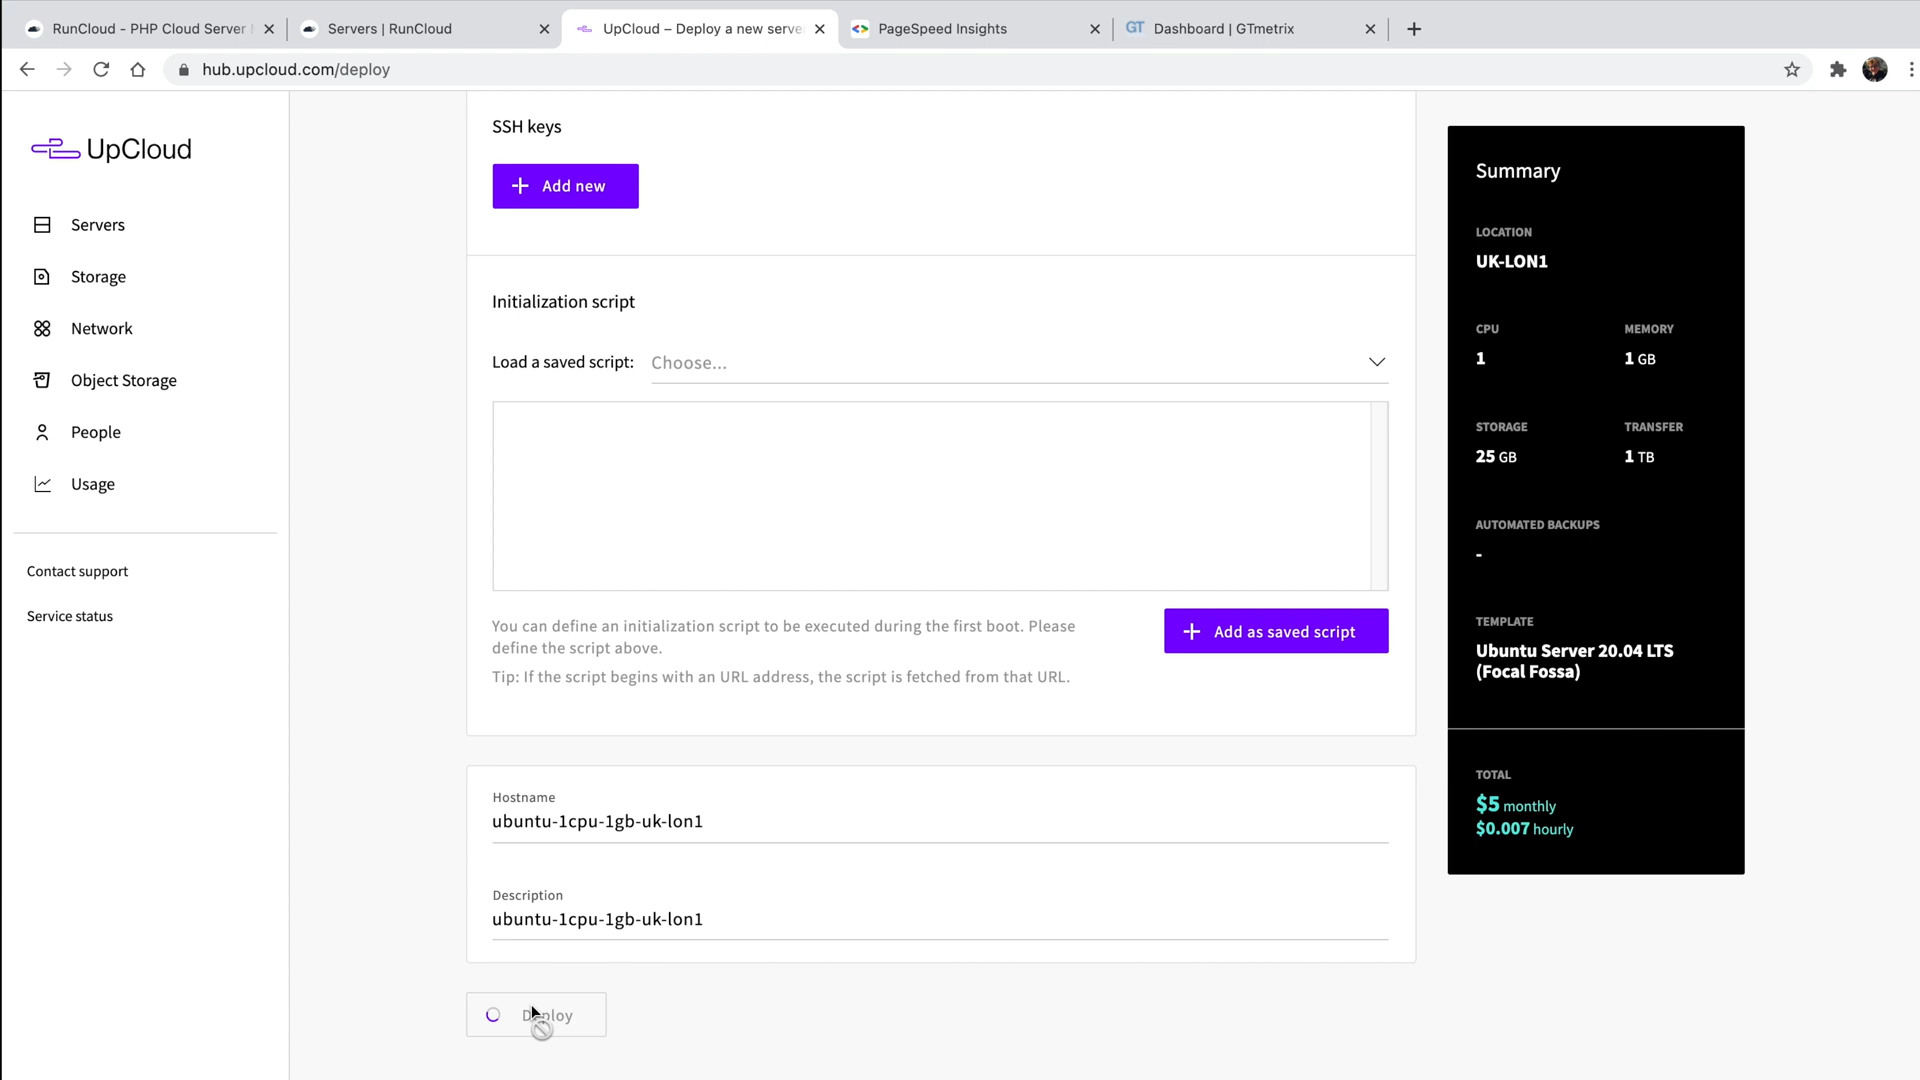 RunCloud - PHP Cloud Server
Servers | RunCloud
UpCloud – Deploy a new serve
PageSpeed Insights
GT Dashboard | GTmetrix
hub.upcloud.com/deploy
UpCloud
Servers
Storage
Network
Object Storage
People
Usage
Contact support
Service status
SSH keys
Add new
Initialization script
Load a saved script: Choose...
You can define an initialization script to be executed during the first boot. Please
define the script above.
Tip: If the script begins with an URL address, the script is fetched from that URL.
Add as saved script
Hostname
ubuntu-1cpu-1gb-uk-lon1
Description
ubuntu-1cpu-1gb-uk-lon1
Deploy
Summary
LOCATION
UK-LON1
CPU MEMORY
1 1 GB
STORAGE TRANSFER
25 GB 1 TB
AUTOMATED BACKUPS
-
TEMPLATE
Ubuntu Server 20.04 LTS
(Focal Fossa)
TOTAL
$5 monthly
$0.007 hourly